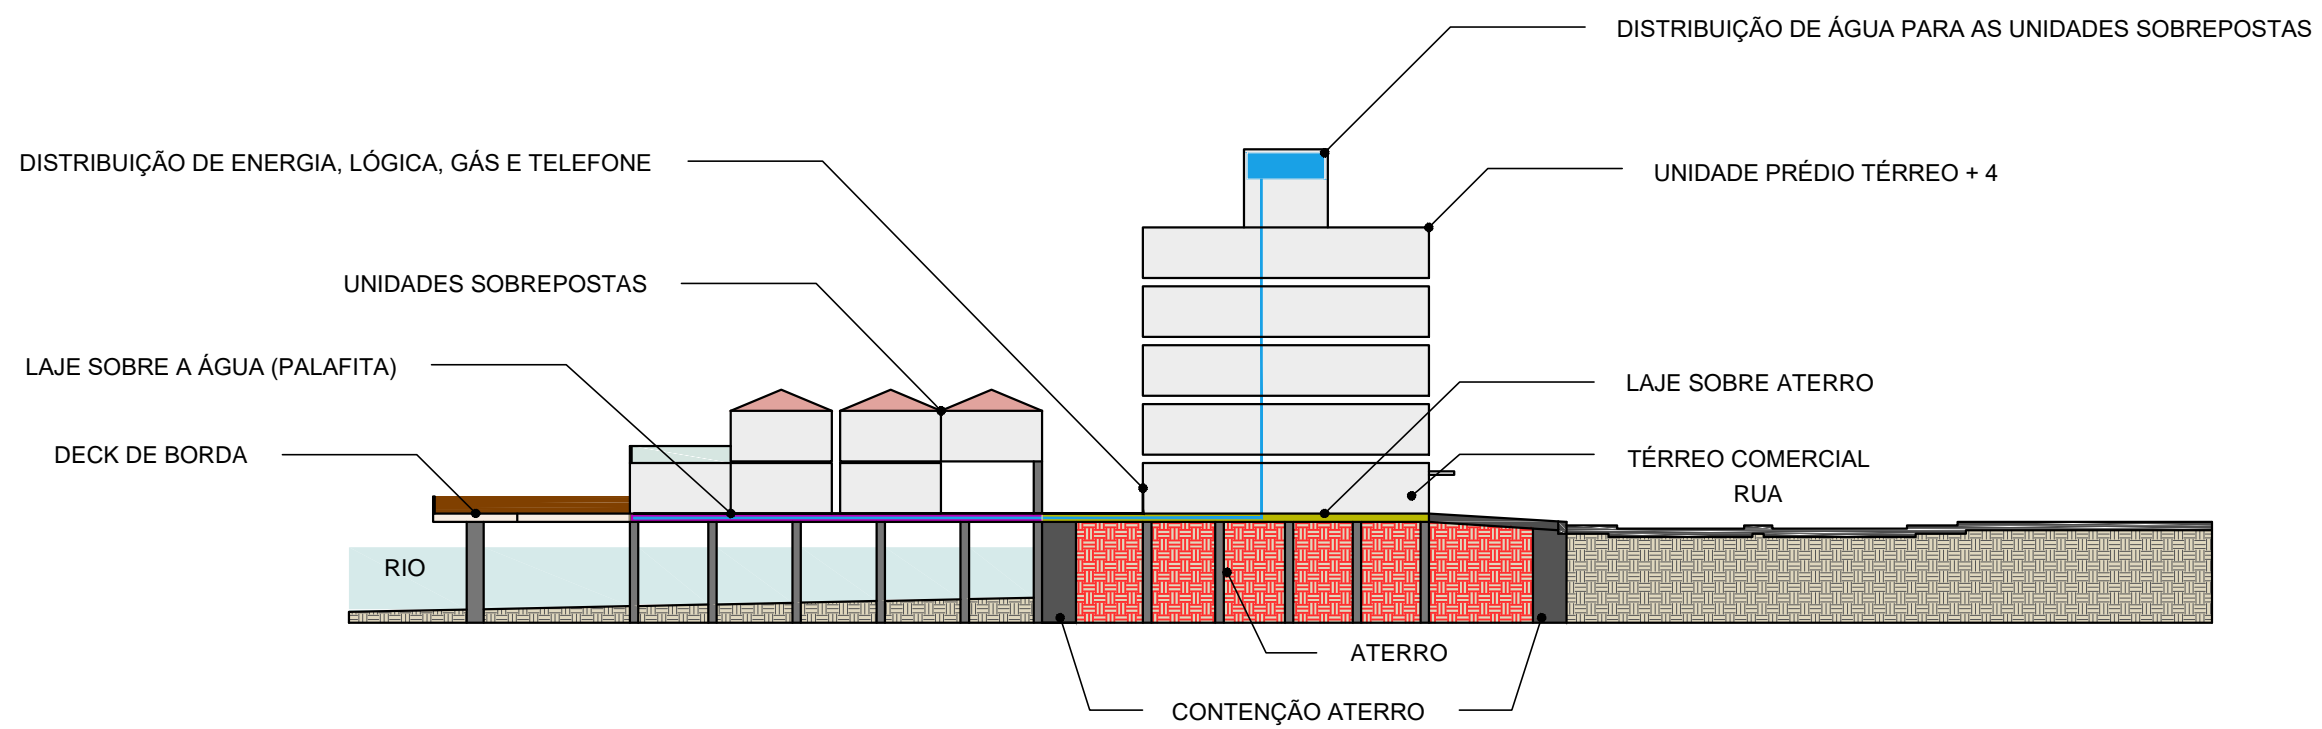 DISTRIBUIÇÃO DE ÁGUA PARA AS UNIDADES SOBREPOSTAS
DISTRIBUIÇÃO DE ENERGIA, LÓGICA, GÁS E TELEFONE
UNIDADE PRÉDIO TÉRREO + 4
UNIDADES SOBREPOSTAS
LAJE SOBRE A ÁGUA (PALAFITA)
LAJE SOBRE ATERRO
DECK DE BORDA
TÉRREO COMERCIAL
RUA
RIO
ATERRO
CONTENÇÃO ATERRO